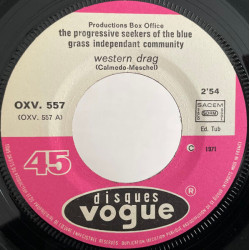 Productions Box Office
the progressive seekers of the blue
grass independant community
western drag
(Calmedo-Meschel)
OXV. 557
(OXV. 557 A)
2'54
SACEM
Ed. Tub
45
© 1971
disques
vogue